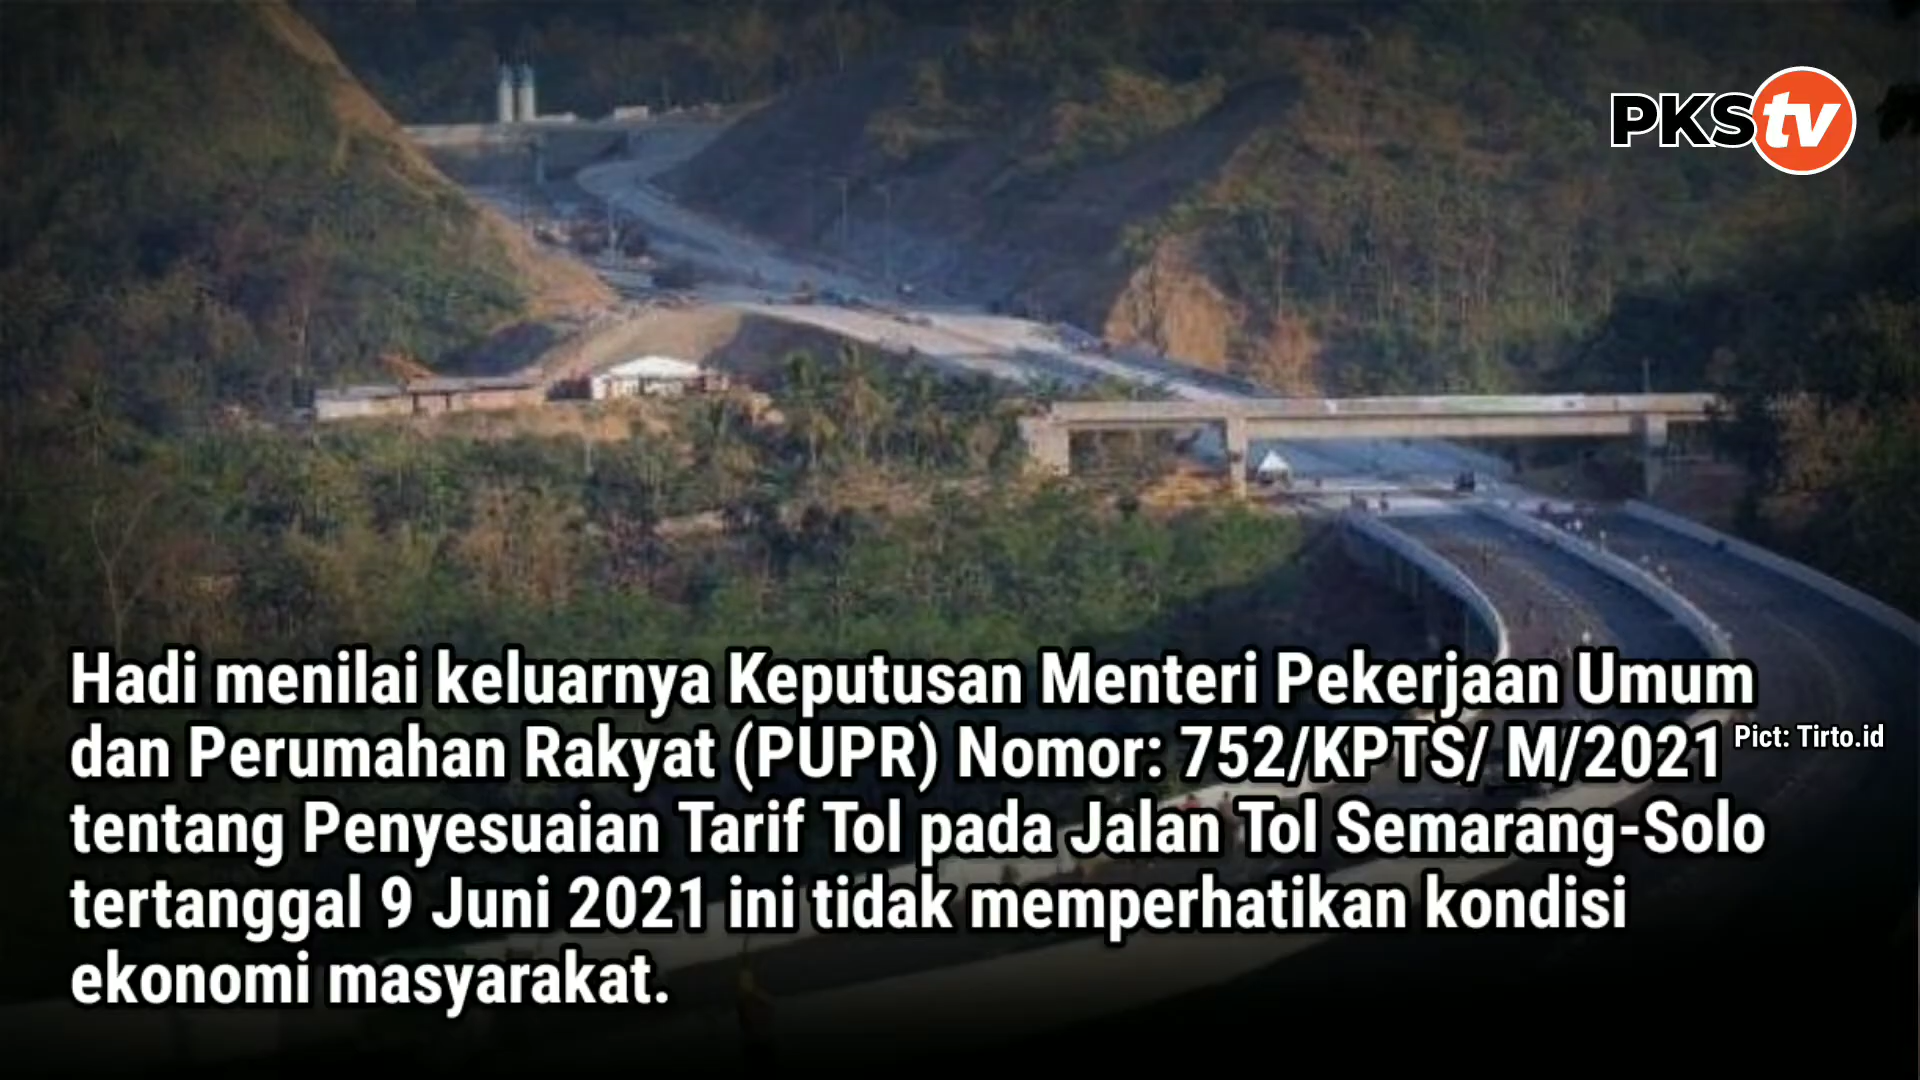 PKStv
Hadi menilai keluarnya Keputusan Menteri Pekerjaan Umum
dan Perumahan Rakyat (PUPR) Nomor: 752/KPTS/ M/2021
Pict: Tirto.id
tentang Penyesuaian Tarif Tol pada Jalan Tol Semarang-Solo
tertanggal 9 Juni 2021 ini tidak memperhatikan kondisi
ekonomi masyarakat.